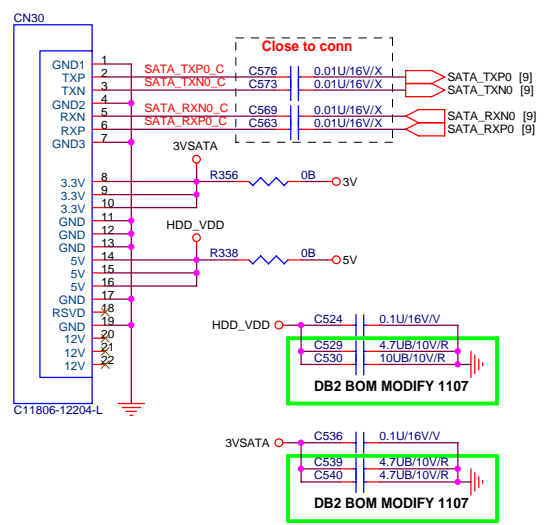 CN30
Close to conn
GND1 1
TXP 2 SATA_TXP0_C C576 0.01U/16V/X SATA_TXP0 [9]
TXN 3 SATA_TXN0_C C573 0.01U/16V/X SATA_TXN0 [9]
GND2 4
RXN 5 SATA_RXN0_C C569 0.01U/16V/X SATA_RXN0 [9]
RXP 6 SATA_RXP0_C C563 0.01U/16V/X SATA_RXP0 [9]
GND3 7
3VSATA
3.3V 8 R356 0B 3V
3.3V 9
3.3V 10
GND 11
GND 12
GND 13
HDD_VDD
5V 14 R338 0B 5V
5V 15
5V 16
GND 17
RSVD 18
GND 19
12V 20
12V 21
12V 22
C11806-12204-L
HDD_VDD C524 0.1U/16V/V
C529 4.7UB/10V/R
C530 10UB/10V/R
DB2 BOM MODIFY 1107
3VSATA C536 0.1U/16V/V
C539 4.7UB/10V/R
C540 4.7UB/10V/R
DB2 BOM MODIFY 1107